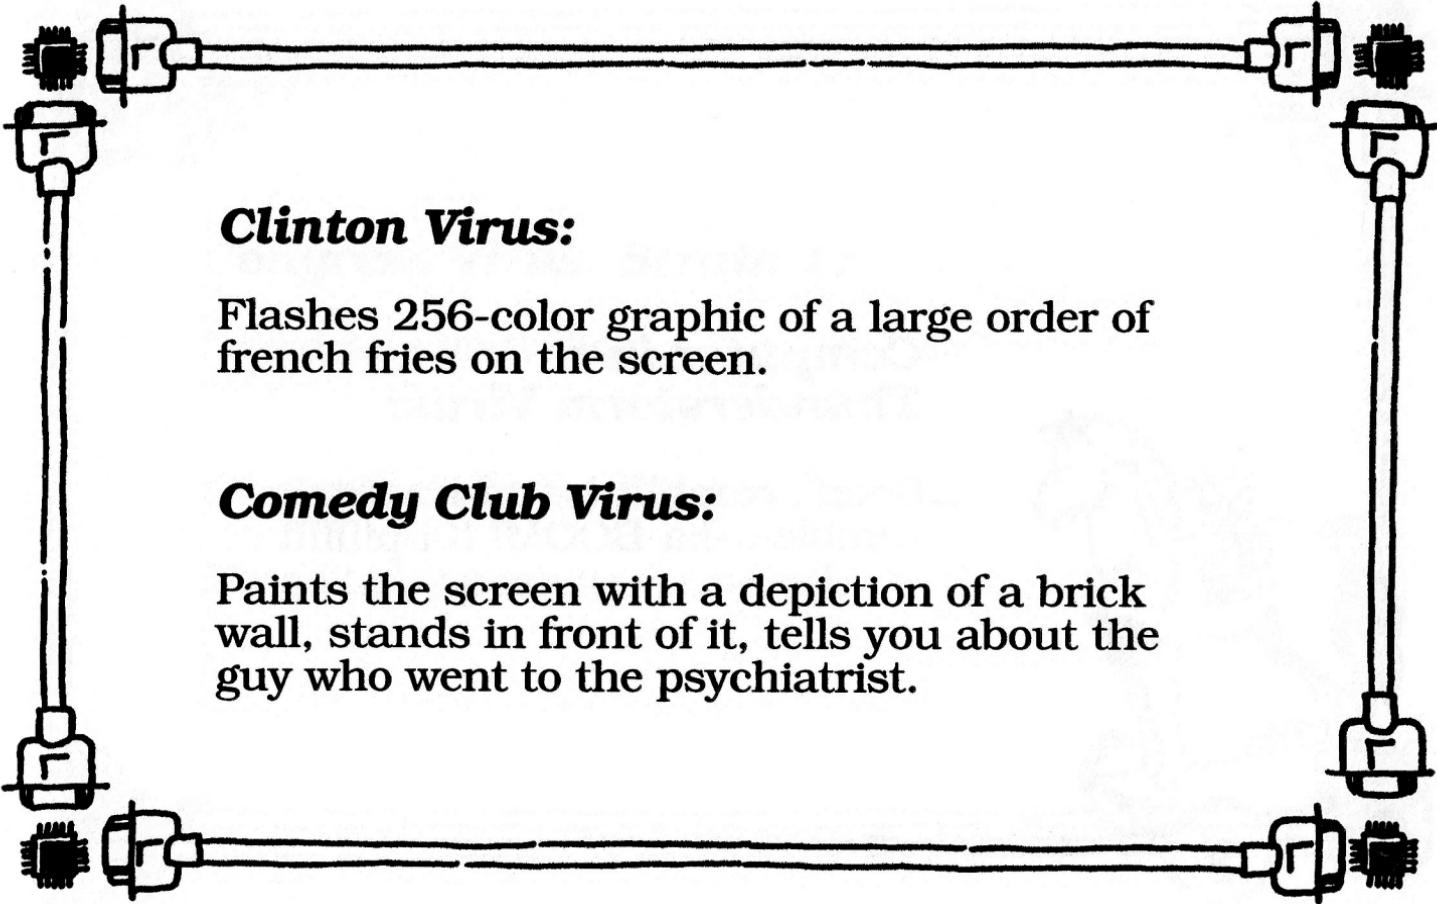 Clinton Virus:
Flashes 256-color graphic of a large order of
french fries on the screen.
Comedy Club Virus:
Paints the screen with a depiction of a brick
wall, stands in front of it, tells you about the
guy who went to the psychiatrist.